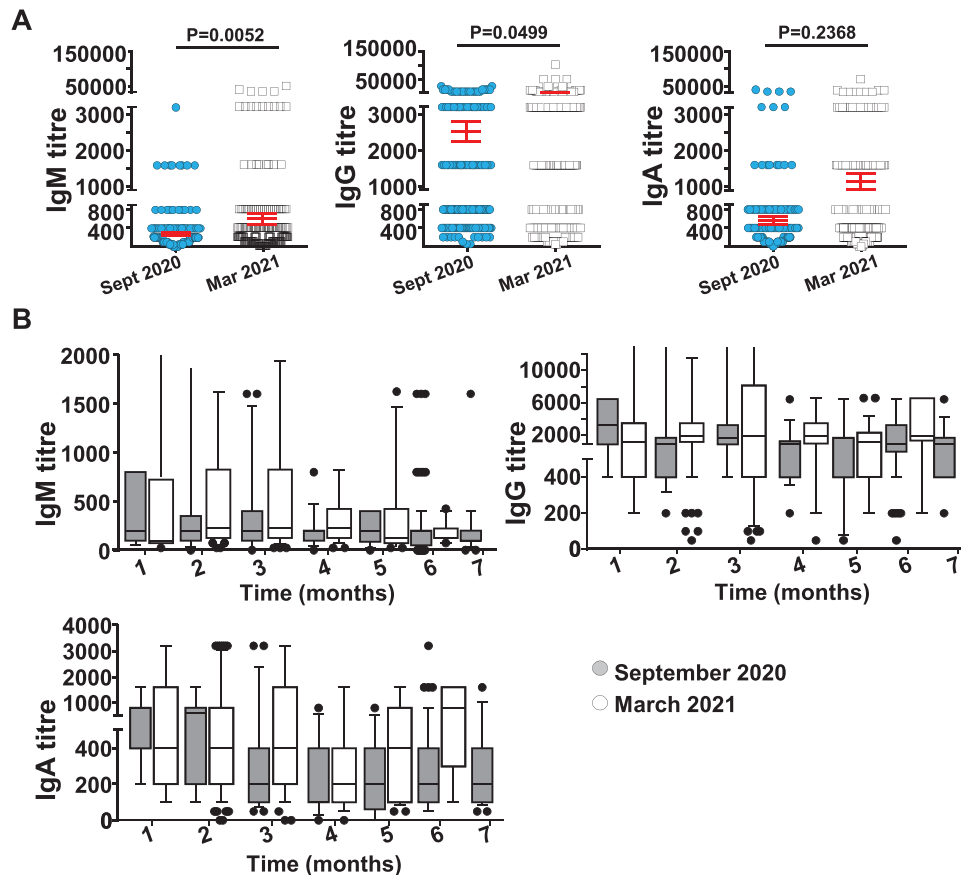 A
P=0.0052
P=0.0499
P=0.2368
IgM titre
150000
50000
3000
2000
1000
800
400
Sept 2020
Mar 2021
IgG titre
150000
50000
3000
2000
1000
800
400
Sept 2020
Mar 2021
IgA titre
150000
50000
3000
2000
1000
800
400
Sept 2020
Mar 2021
B
IgM titre
2000
1500
1000
500
0
1 2 3 4 5 6 7
Time (months)
IgG titre
10000
6000
2000
400
200
0
1 2 3 4 5 6 7
Time (months)
IgA titre
4000
3000
2000
1000
400
200
0
1 2 3 4 5 6 7
Time (months)
September 2020
March 2021